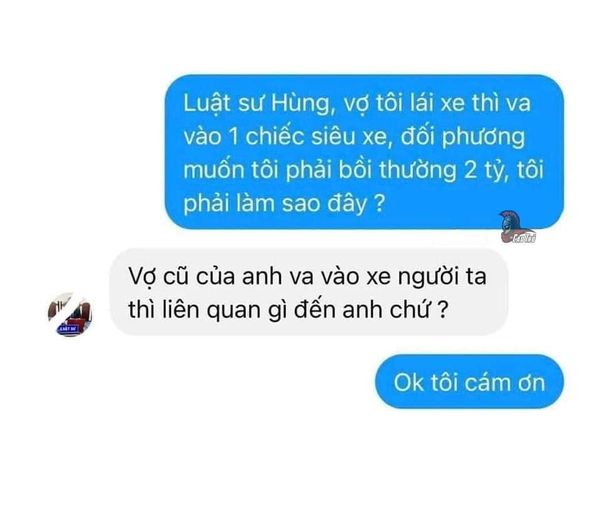 Luật sư Hùng, vợ tôi lái xe thì va
vào 1 chiếc siêu xe, đối phương
muốn tôi phải bồi thường 2 tỷ, tôi
phải làm sao đây ?
Vợ cũ của anh va vào xe người ta
thì liên quan gì đến anh chứ ?
Ok tôi cám ơn